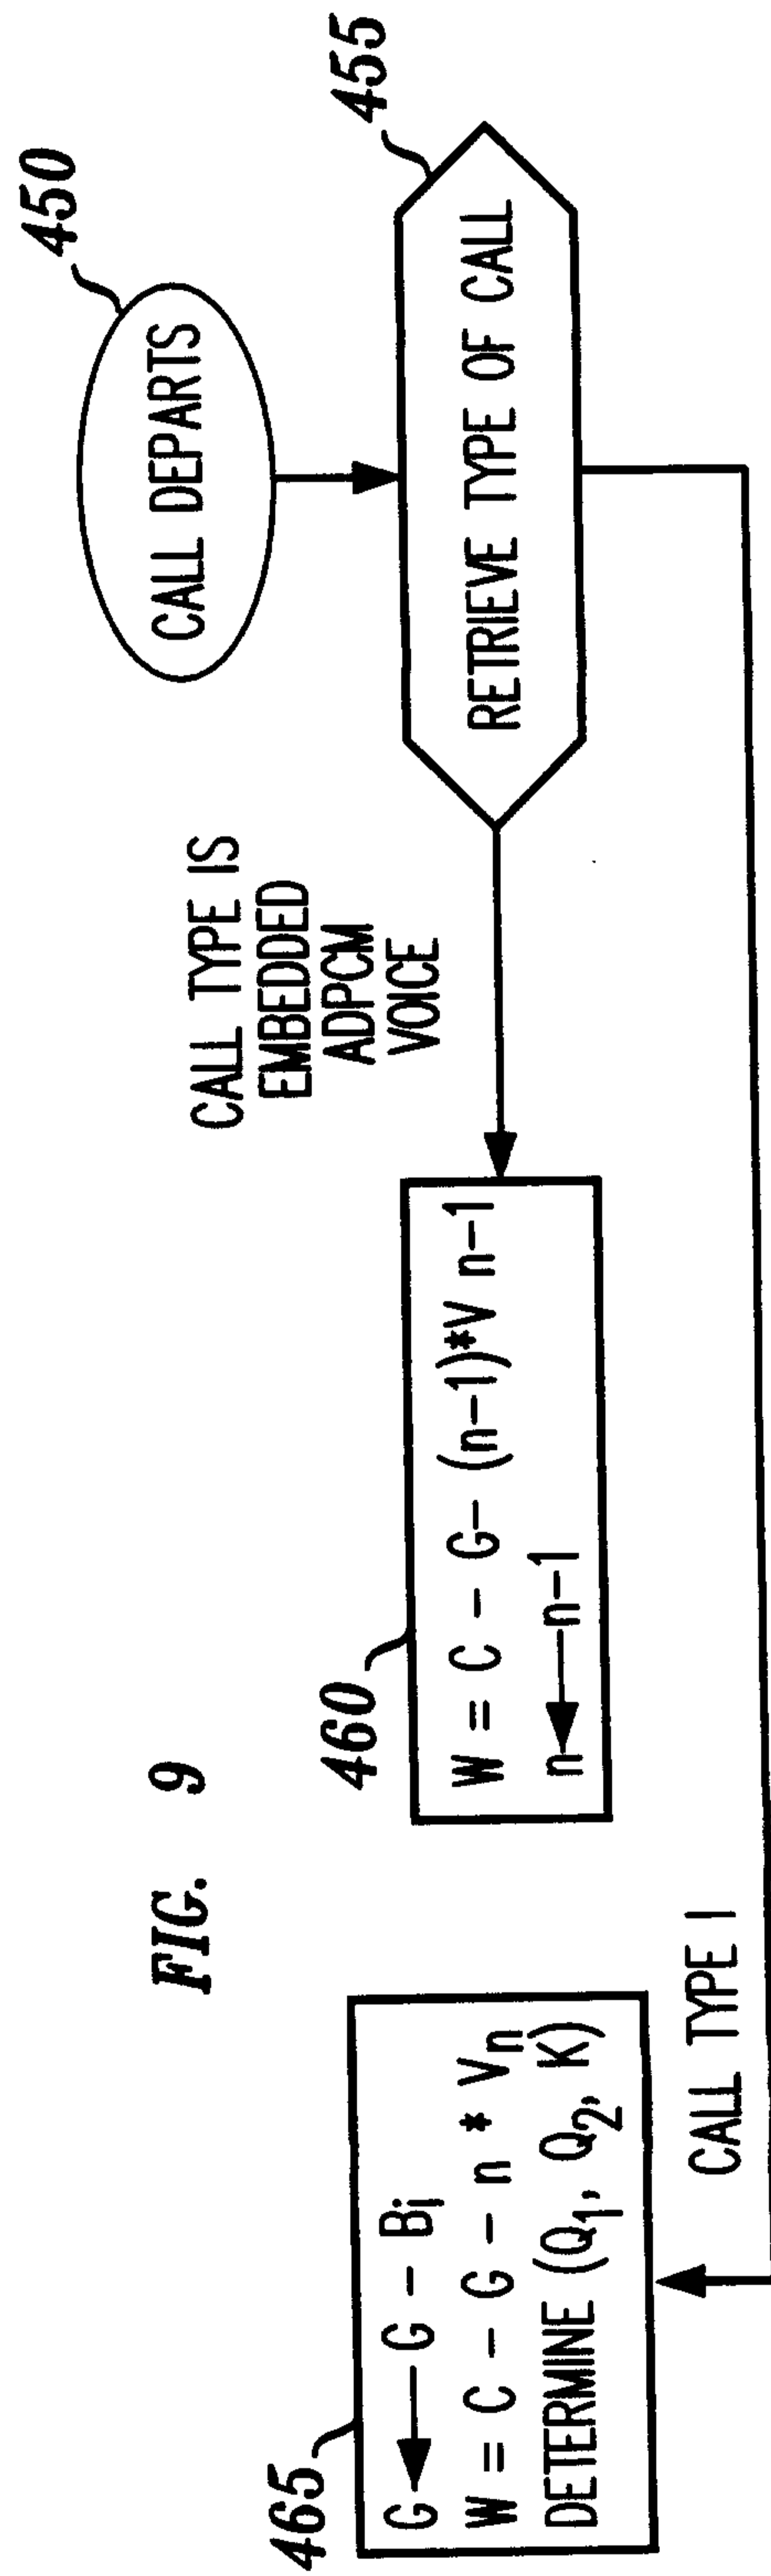 FIG. 9
450
CALL DEPARTS
455
RETRIEVE TYPE OF CALL
CALL TYPE IS
EMBEDDED
ADPCM
VOICE
460
W = C - G - (n-1)*V n-1
n ← n-1
465
G ← G - Bi
W = C - G - n * Vn
DETERMINE (Q1, Q2, K)
CALL TYPE I